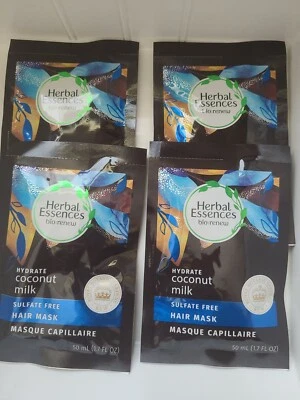 Herbal
Essences
bio:renew
Herbal
Essences
bio:renew
Herbal
Essences
bio:renew
HYDRATE
coconut
milk
SULFATE FREE
HAIR MASK
MASQUE CAPILLAIRE
50 mL (1.7 FL OZ)
Herbal
Essences
bio:renew
HYDRATE
coconut
milk
SULFATE FREE
HAIR MASK
MASQUE CAPILLAIRE
50 mL (1.7 FL OZ)